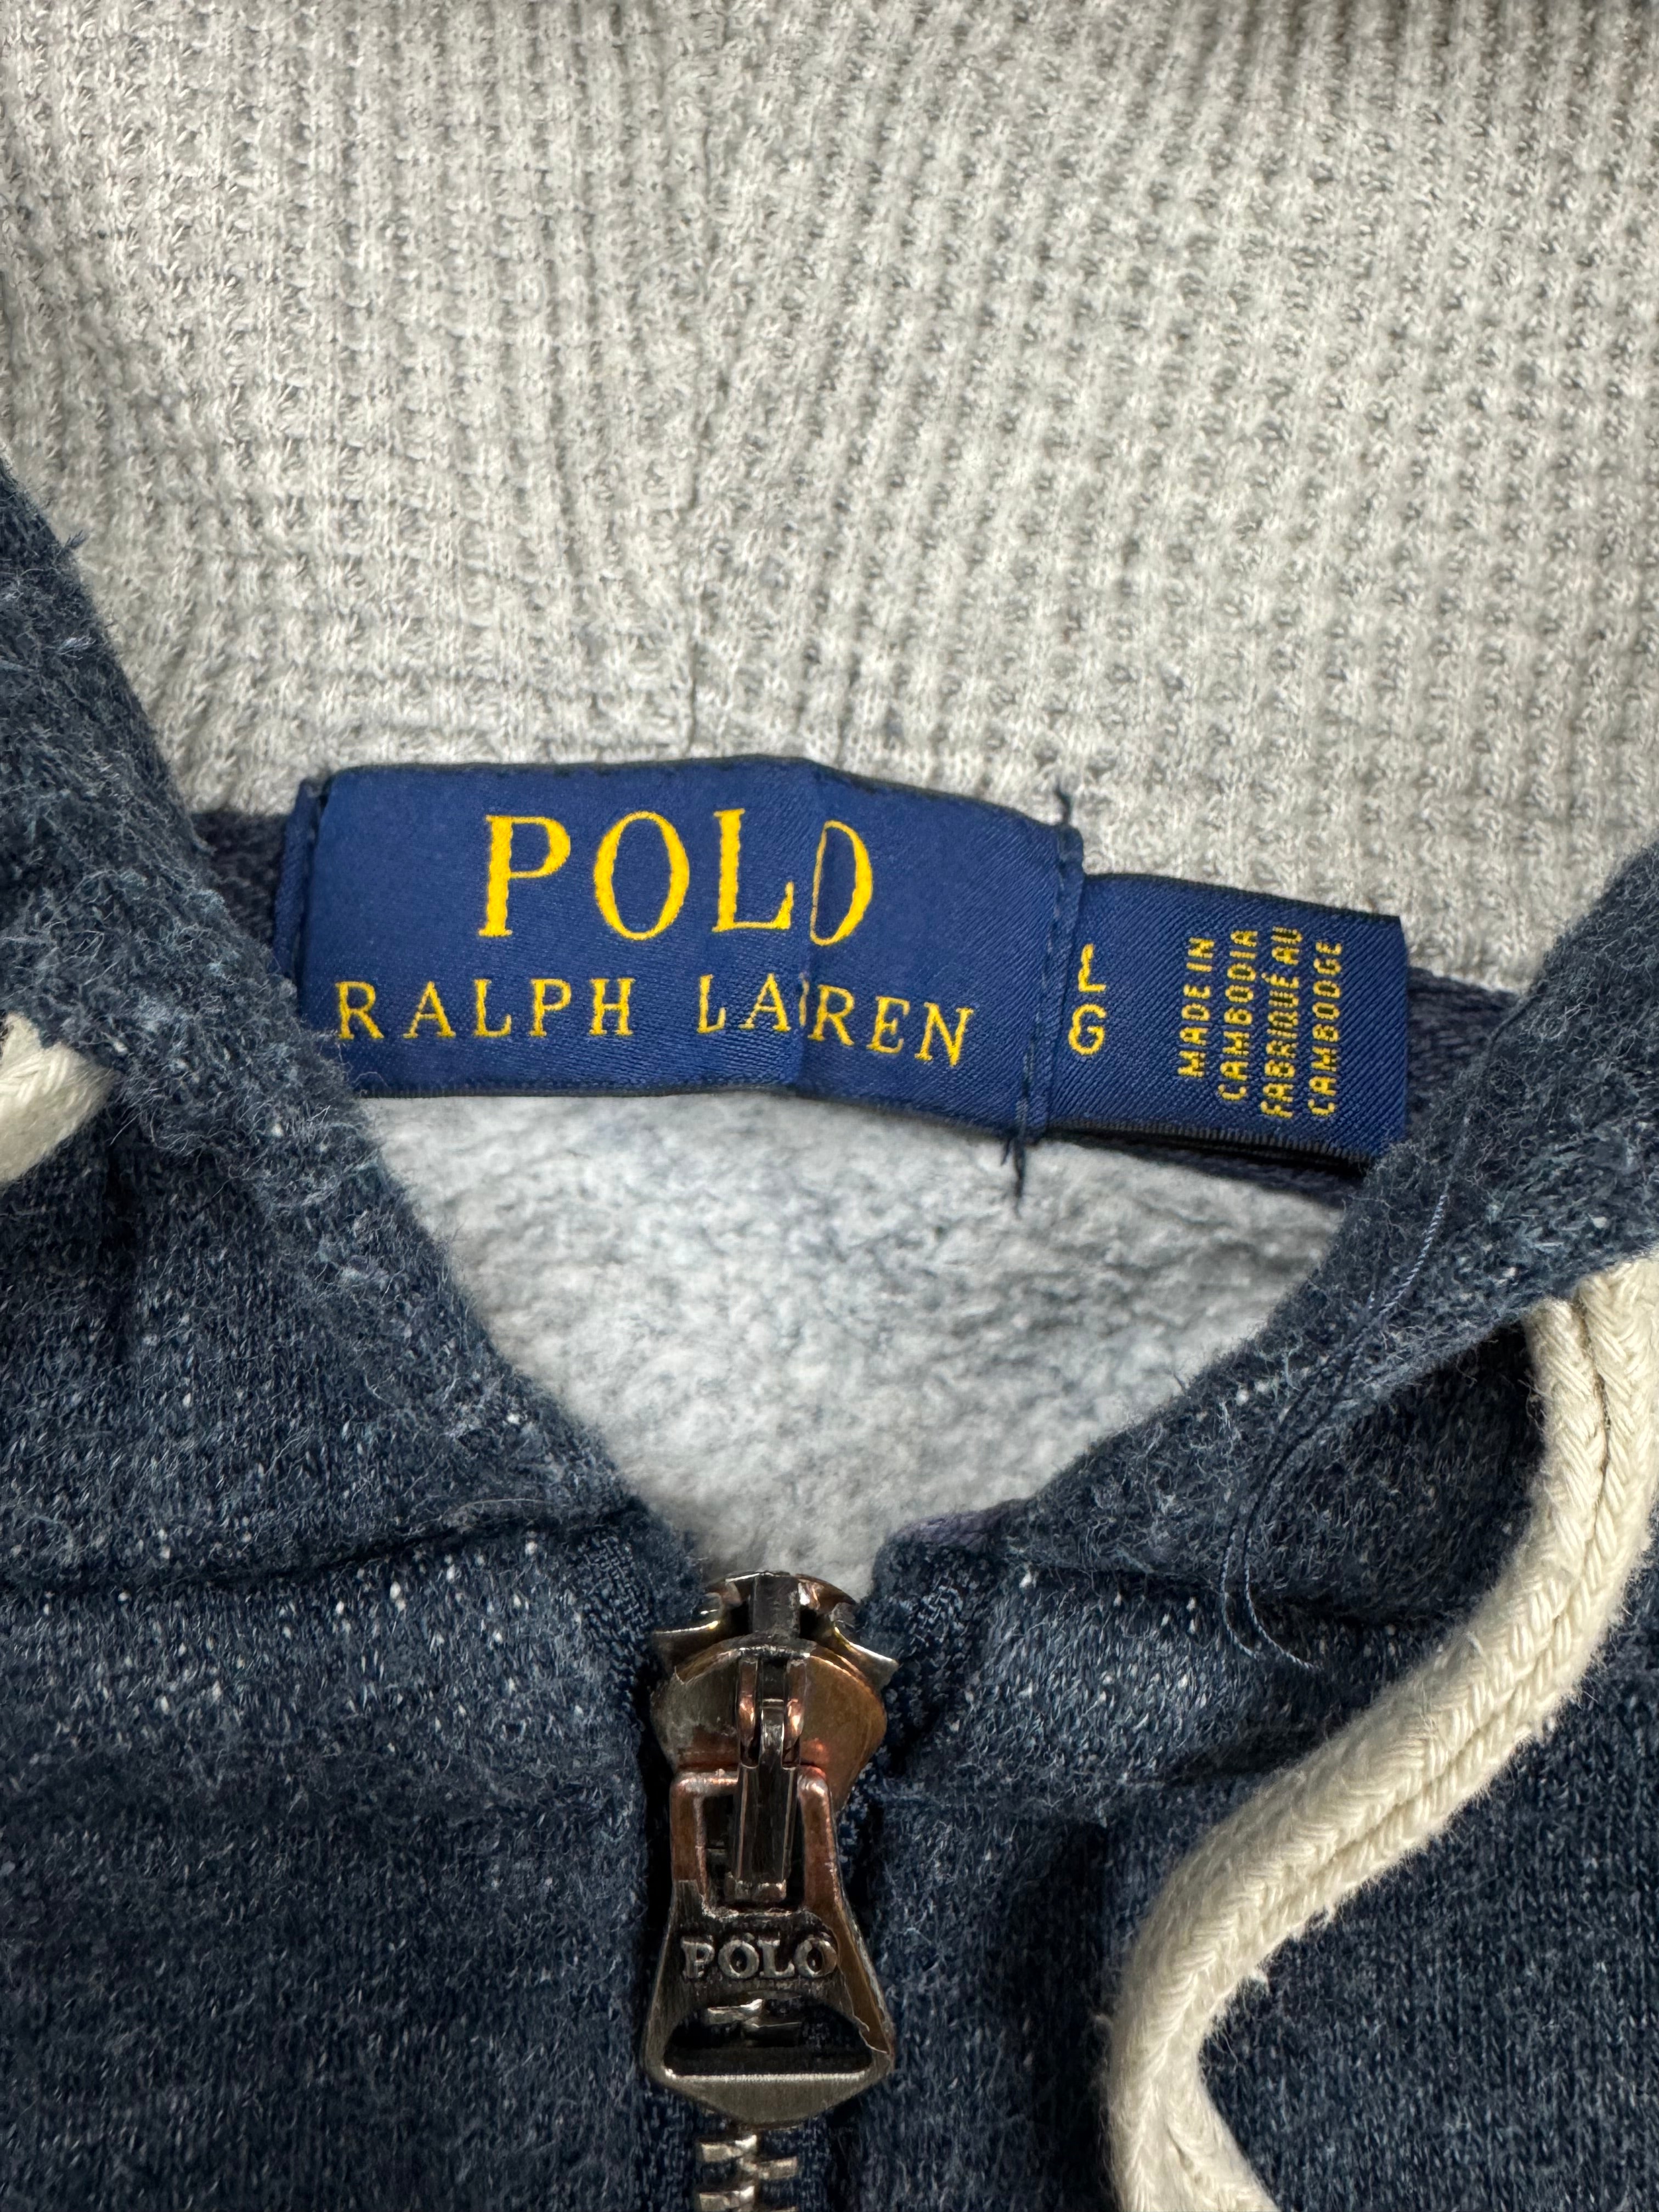 POLO
RALPH LAUREN
L
G
MADE IN
CAMBODIA
FABRIQUÉ AU
CAMBODGE
POLO